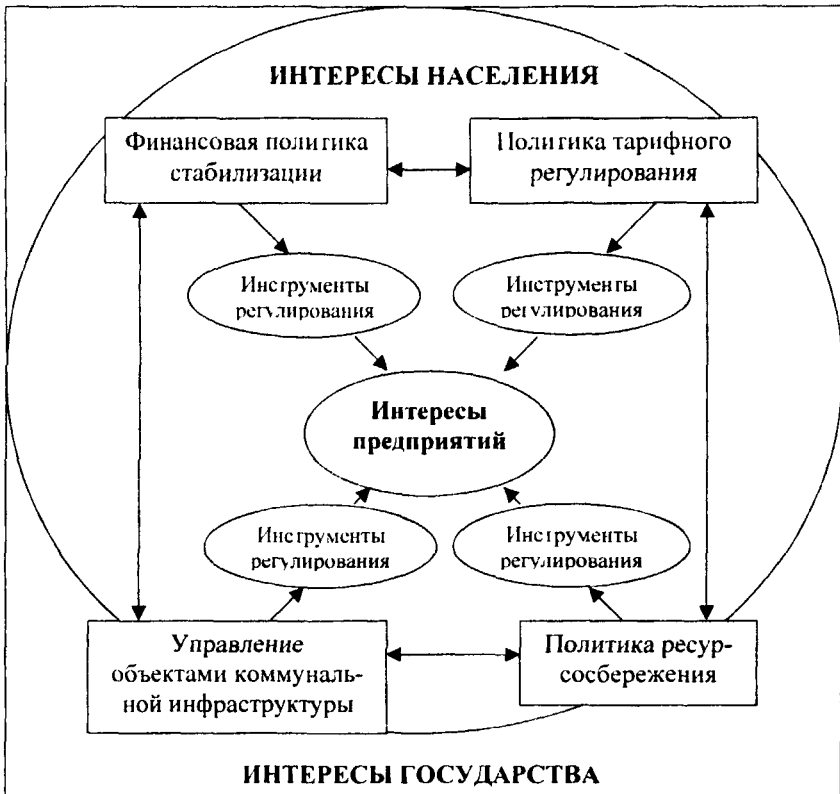 ИНТЕРЕСЫ НАСЕЛЕНИЯ
Финансовая политика
стабилизации
Политика тарифного
регулирования
Инструменты
регулирования
Инструменты
регулирования
Интересы
предприятий
Инструменты
регулирования
Инструменты
регулирования
Управление
объектами коммуналь-
ной инфраструктуры
Политика ресур-
сосбережения
ИНТЕРЕСЫ ГОСУДАРСТВА